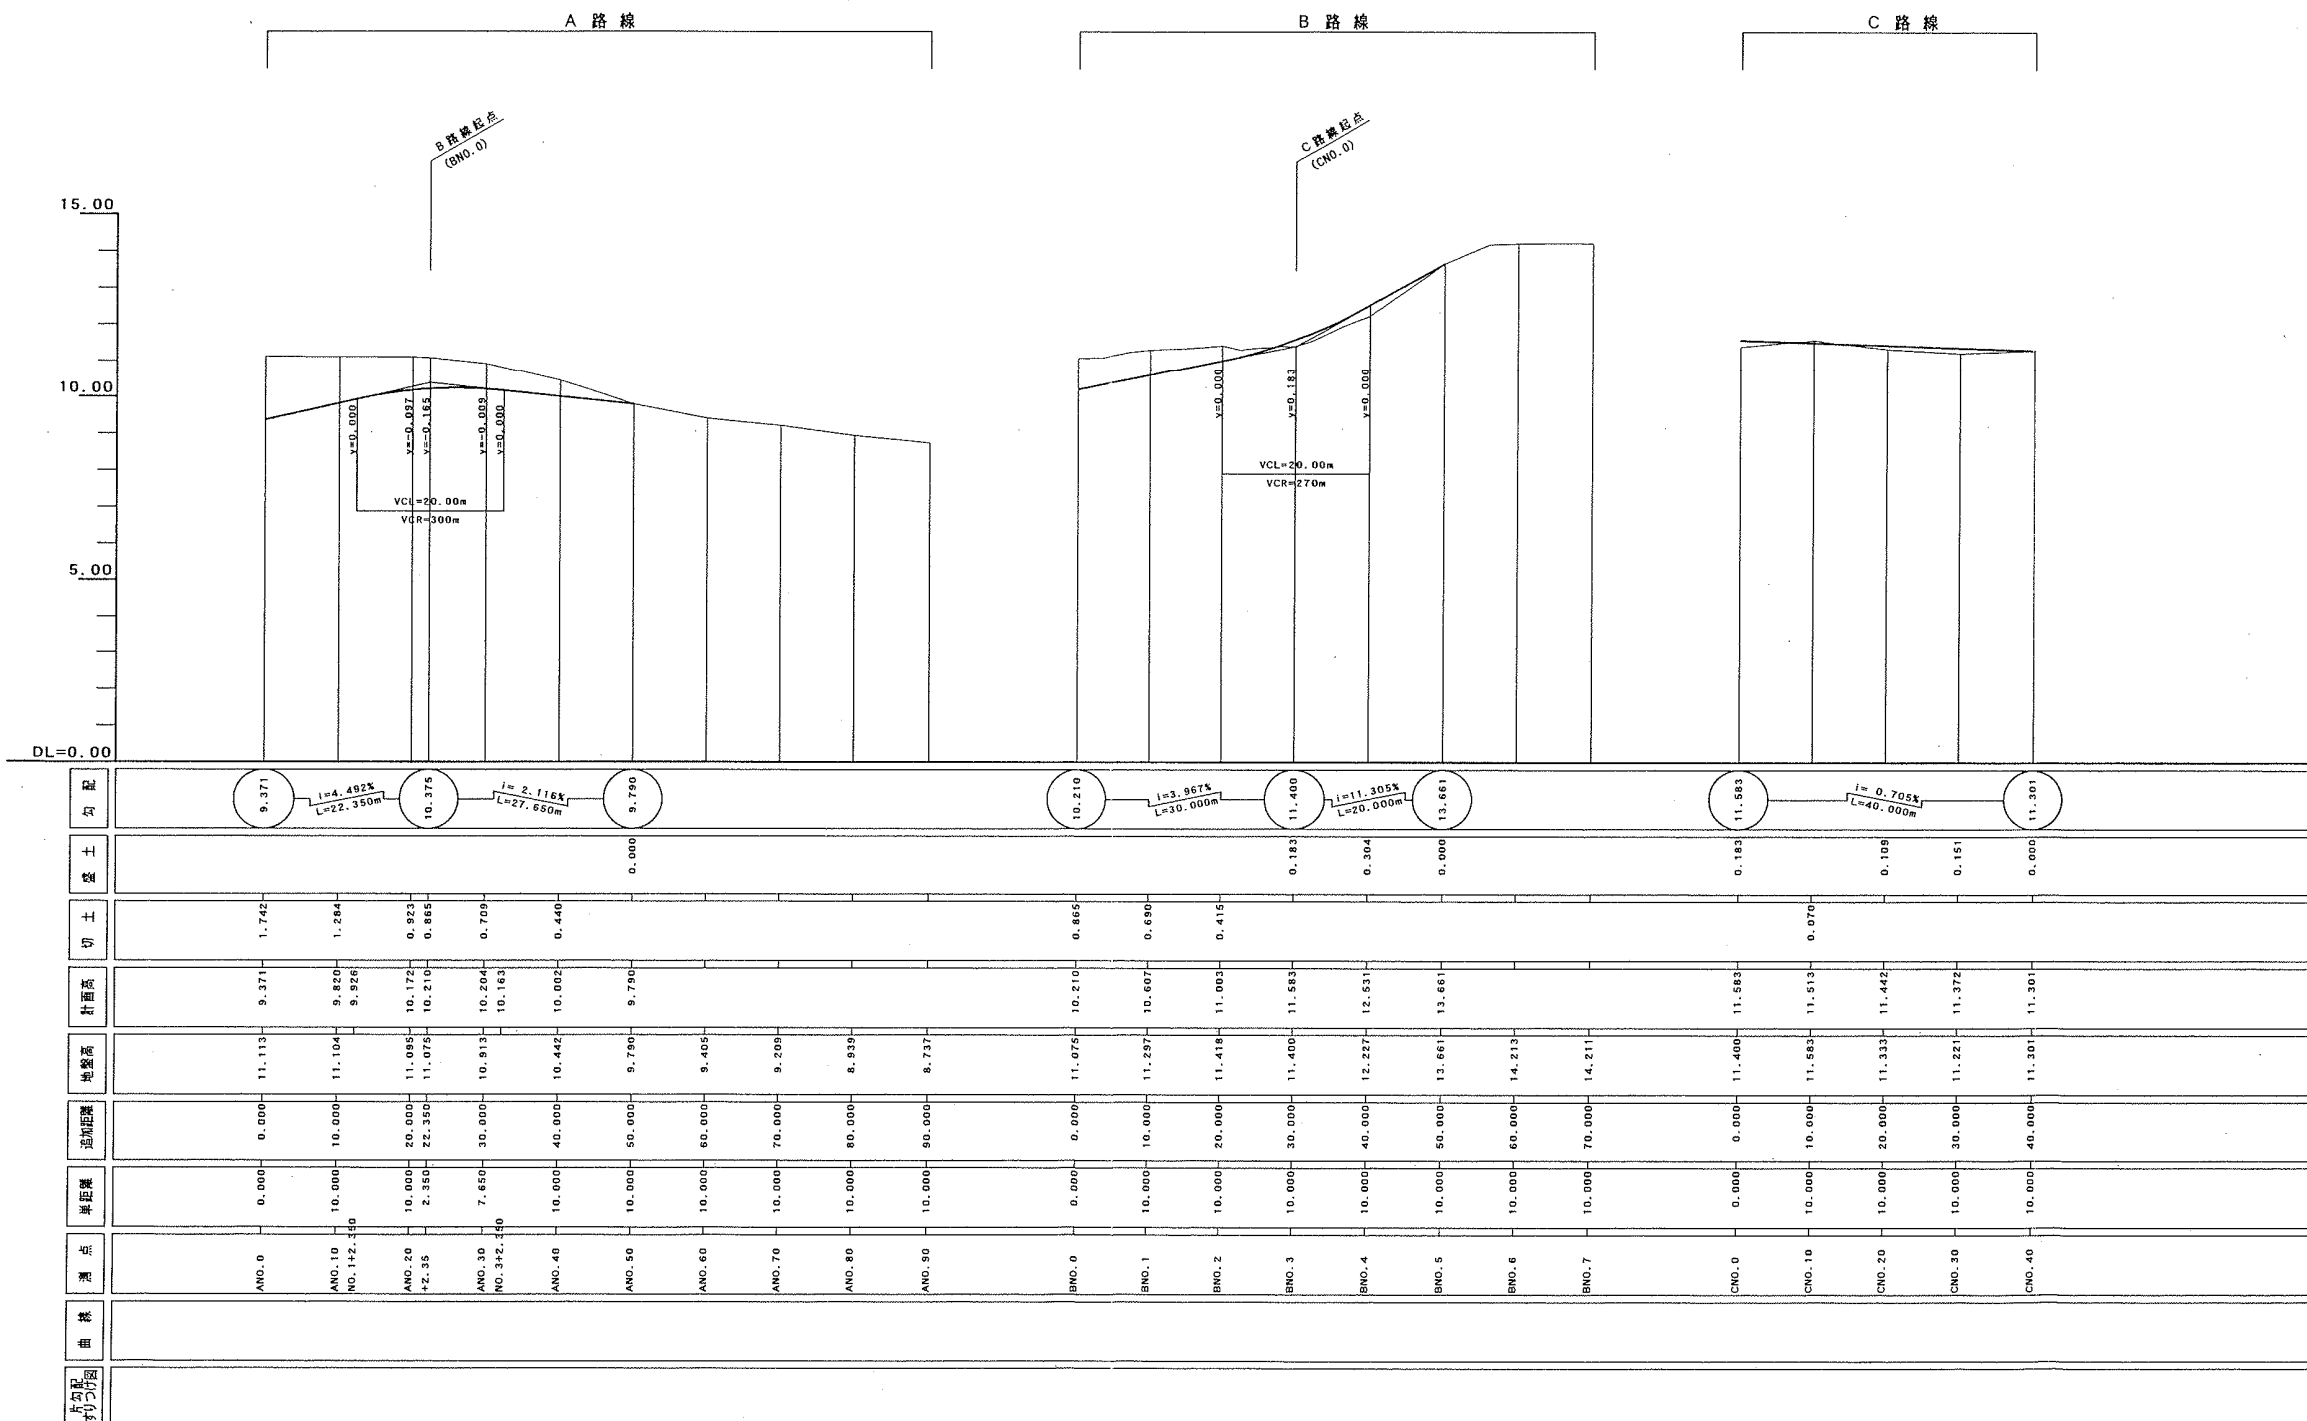 A 路 線
B 路 線
C 路 線
B路線起点
(BNO.0)
C路線起点
(CNO.0)
15.00
10.00
5.00
DL=0.00
y=0.000
y=-0.097
y=-0.165
y=-0.009
y=0.000
VCL=20.00m
VCR=300m
y=0.000
y=0.183
y=0.000
VCL=20.00m
VCR=270m
勾 配
9.371
i=4.492%
L=22.350m
10.375
i= 2.116%
L=27.650m
9.790
10.210
i=3.967%
L=30.000m
11.400
i=11.305%
L=20.000m
13.661
11.583
i= 0.705%
L=40.000m
11.301
盛 土
0.000
0.183
0.304
0.000
0.183
0.109
0.151
0.000
切 土
1.742
1.284
0.923
0.865
0.709
0.440
0.865
0.690
0.415
0.070
計画高
9.371
9.820
9.926
10.172
10.210
10.204
10.163
10.002
9.790
10.210
10.607
11.003
11.583
12.531
13.661
11.583
11.513
11.442
11.372
11.301
地盤高
11.113
11.104
11.095
11.075
10.913
10.442
9.790
9.405
9.209
8.939
8.737
11.075
11.297
11.418
11.400
12.227
13.661
14.213
14.211
11.400
11.583
11.333
11.221
11.301
追加距離
0.000
10.000
20.000
22.350
30.000
40.000
50.000
60.000
70.000
80.000
90.000
0.000
10.000
20.000
30.000
40.000
50.000
60.000
70.000
0.000
10.000
20.000
30.000
40.000
単距離
0.000
10.000
10.000
2.350
7.650
10.000
10.000
10.000
10.000
10.000
10.000
0.000
10.000
10.000
10.000
10.000
10.000
10.000
10.000
0.000
10.000
10.000
10.000
10.000
測 点
ANO.0
ANO.10
NO.1+2.350
ANO.20
+2.35
ANO.30
NO.3+2.350
ANO.40
ANO.50
ANO.60
ANO.70
ANO.80
ANO.90
BNO.0
BNO.1
BNO.2
BNO.3
BNO.4
BNO.5
BNO.6
BNO.7
CNO.0
CNO.10
CNO.20
CNO.30
CNO.40
曲 線
片勾配
すりつけ図